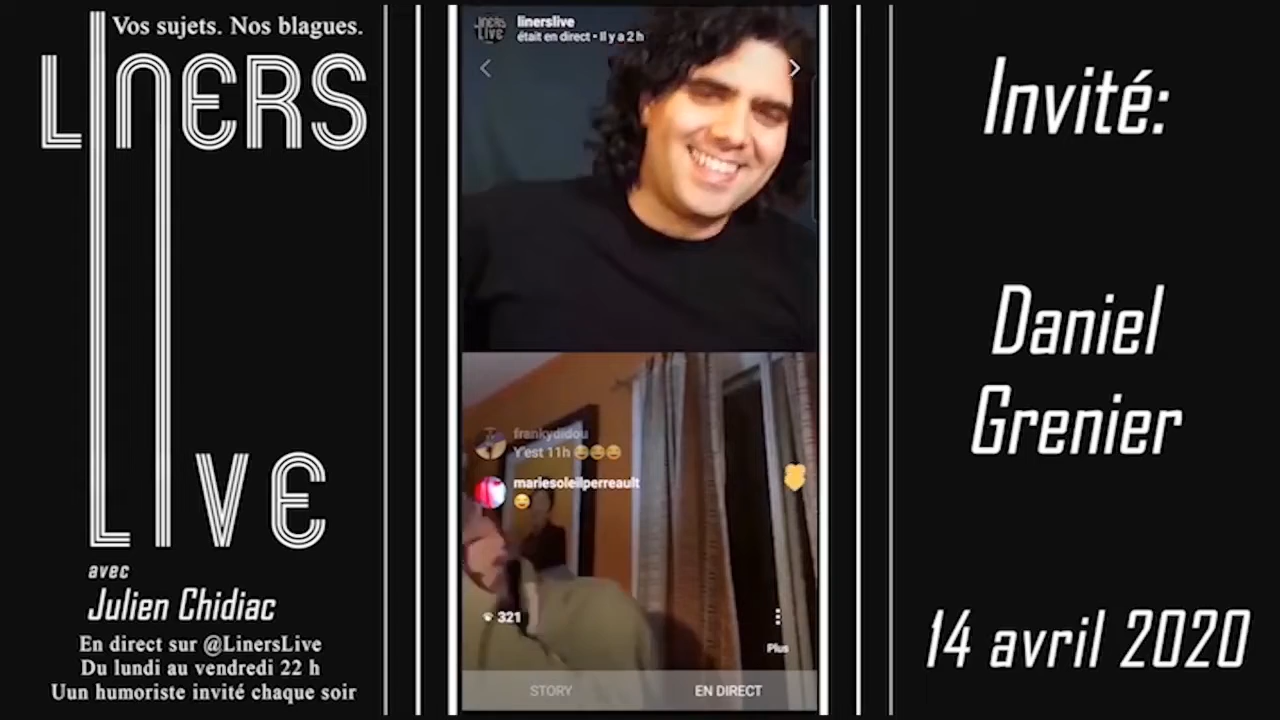 Vos sujets. Nos blagues.
LINERS
LIVE
avec
Julien Chidiac
En direct sur @LinersLive
Du lundi au vendredi 22 h
Uun humoriste invité chaque soir
LINERS
LIVE
linerslive
était en direct • Il y a 2 h
frankydidou
Y'est 11h 😂😂😂
mariesoleilperreault
😂
321
Plus
STORY
EN DIRECT
Invité:
Daniel
Grenier
14 avril 2020